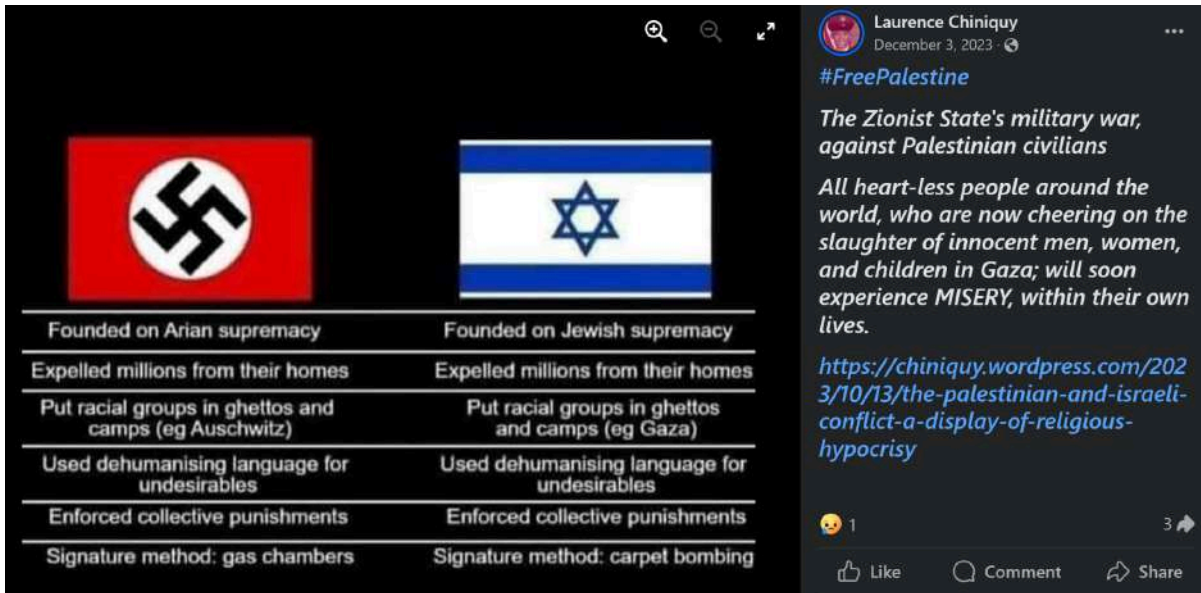 Founded on Arian supremacy
Founded on Jewish supremacy
Expelled millions from their homes
Expelled millions from their homes
Put racial groups in ghettos and
camps (eg Auschwitz)
Put racial groups in ghettos
and camps (eg Gaza)
Used dehumanising language for
undesirables
Used dehumanising language for
undesirables
Enforced collective punishments
Enforced collective punishments
Signature method: gas chambers
Signature method: carpet bombing
Laurence Chiniquy
December 3, 2023 ·
#FreePalestine
The Zionist State's military war,
against Palestinian civilians
All heart-less people around the
world, who are now cheering on the
slaughter of innocent men, women,
and children in Gaza; will soon
experience MISERY, within their own
lives.
https://chiniquy.wordpress.com/202
3/10/13/the-palestinian-and-israeli-
conflict-a-display-of-religious-
hypocrisy
1
3
Like
Comment
Share